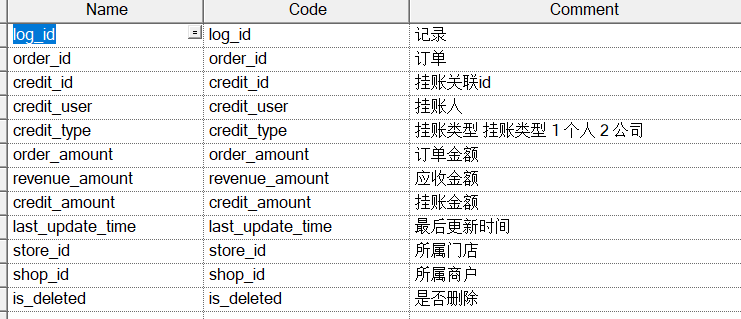 Name Code Comment
log_id = log_id 记录
order_id order_id 订单
credit_id credit_id 挂账关联id
credit_user credit_user 挂账人
credit_type credit_type 挂账类型 挂账类型 1 个人 2 公司
order_amount order_amount 订单金额
revenue_amount revenue_amount 应收金额
credit_amount credit_amount 挂账金额
last_update_time last_update_time 最后更新时间
store_id store_id 所属门店
shop_id shop_id 所属商户
is_deleted is_deleted 是否删除